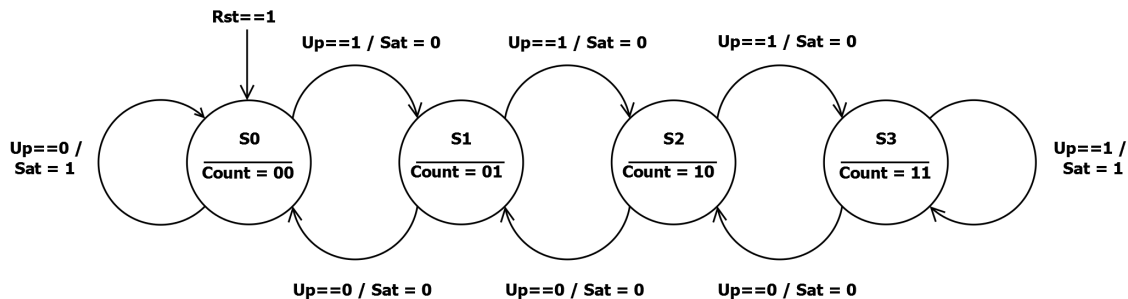 Rst==1
Up==1 / Sat = 0
Up==1 / Sat = 0
Up==1 / Sat = 0
Up==0 /
Sat = 1
S0
Count = 00
S1
Count = 01
S2
Count = 10
S3
Count = 11
Up==1 /
Sat = 1
Up==0 / Sat = 0
Up==0 / Sat = 0
Up==0 / Sat = 0